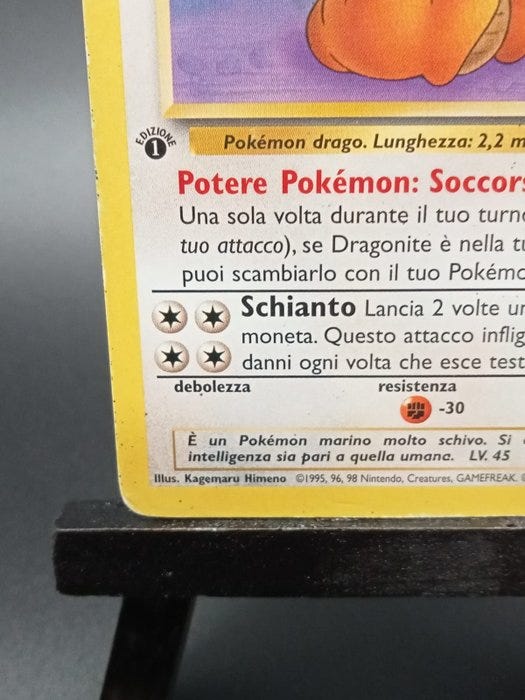 EDIZIONE
1
Pokémon drago. Lunghezza: 2,2 m
Potere Pokémon: Soccors
Una sola volta durante il tuo turno
tuo attacco), se Dragonite è nella tu
puoi scambiarlo con il tuo Pokémo
Schianto Lancia 2 volte un
moneta. Questo attacco inflig
danni ogni volta che esce test
debolezza resistenza
-30
È un Pokémon marino molto schivo. Si
intelligenza sia pari a quella umana. LV. 45
Illus. Kagemaru Himeno ©1995, 96, 98 Nintendo, Creatures, GAMEFREAK. ©